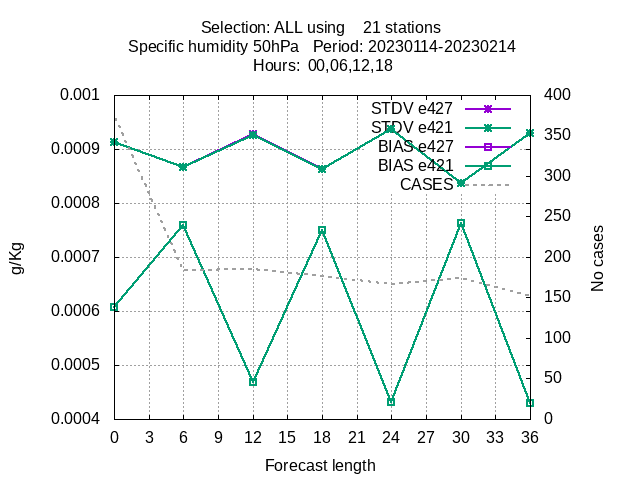 Selection: ALL using    21 stations
Specific humidity 50hPa   Period: 20230114-20230214
Hours:  00,06,12,18
STDV e427
STDV e421
BIAS e427
BIAS e421
CASES
0.001
0.0009
0.0008
0.0007
0.0006
0.0005
0.0004
g/Kg
400
350
300
250
200
150
100
50
0
No cases
0 3 6 9 12 15 18 21 24 27 30 33 36
Forecast length